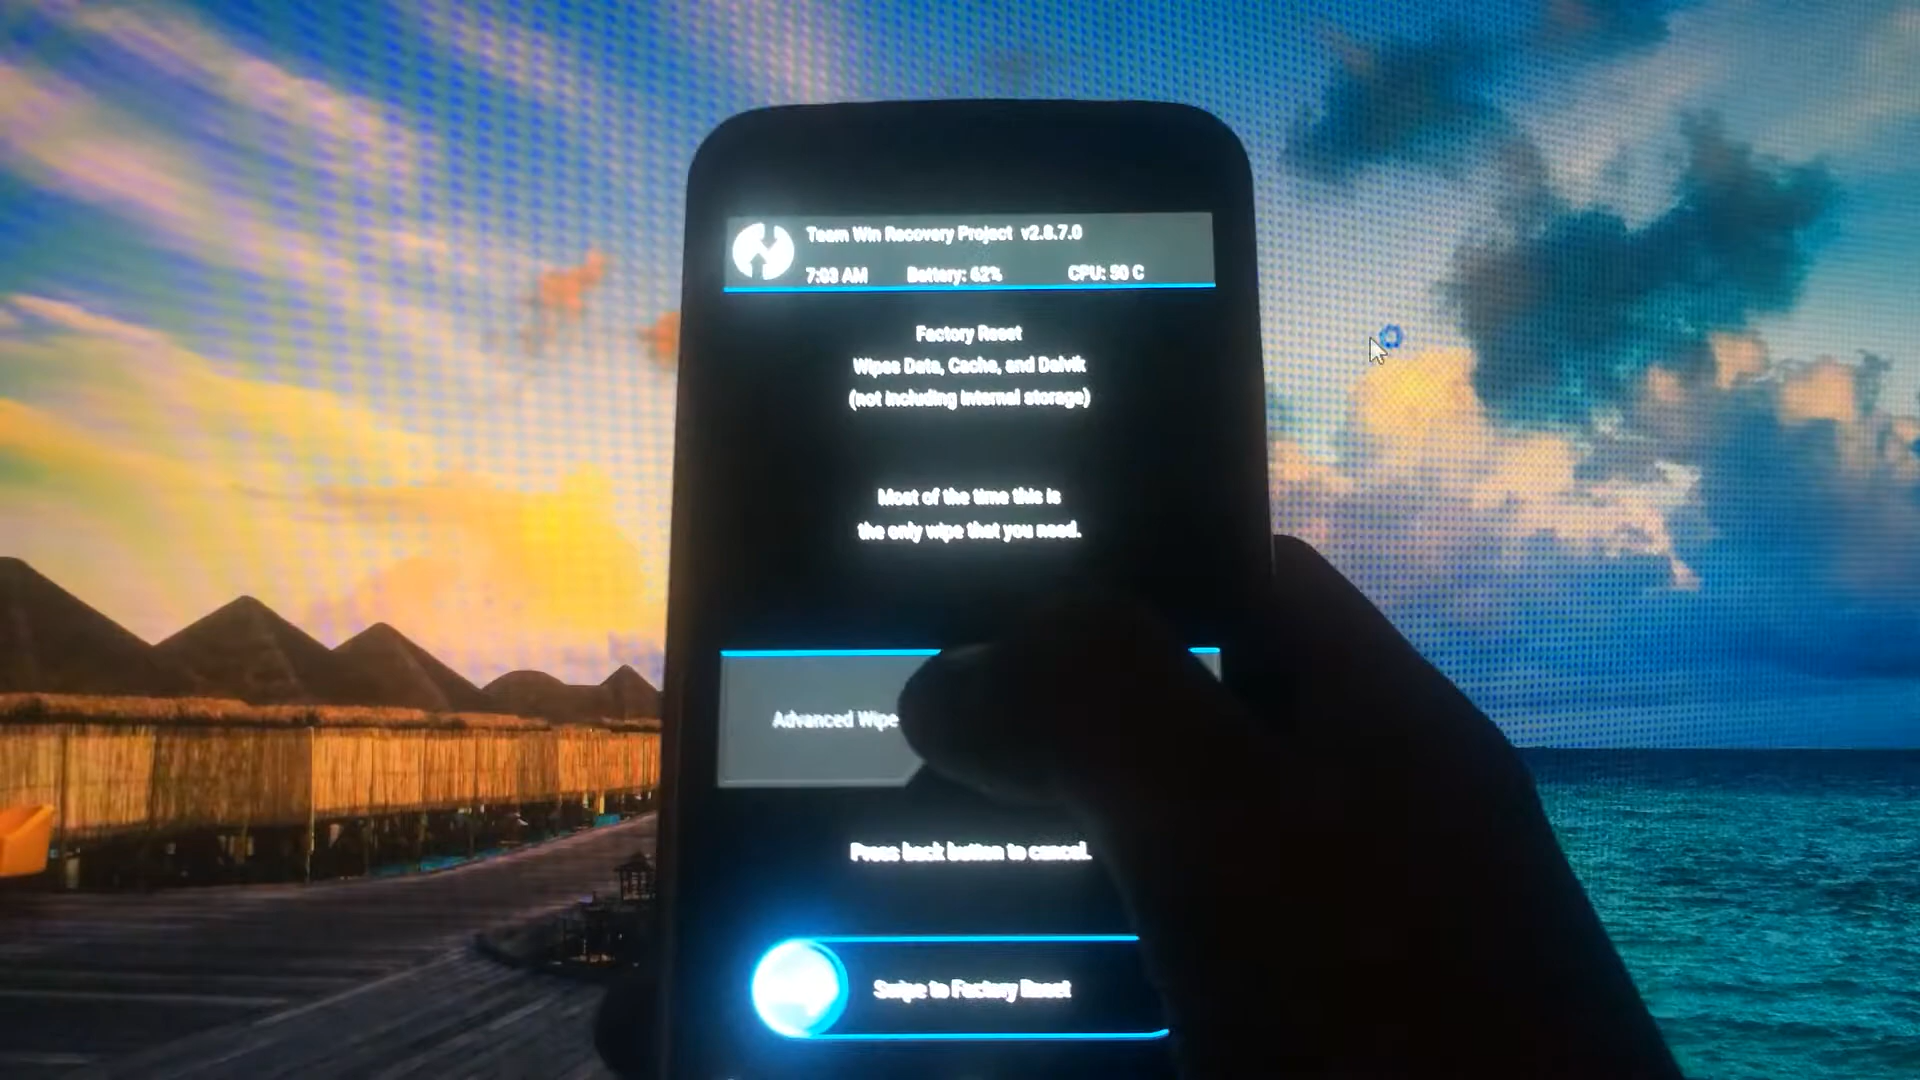 Team Win Recovery Project v2.8.7.0
7:03 AM Battery: 62% CPU: 50 C
Factory Reset
Wipes Data, Cache, and Dalvik
(not including internal storage)
Most of the time this is
the only wipe that you need.
Advanced Wipe
Press back button to cancel.
Swipe to Factory Reset